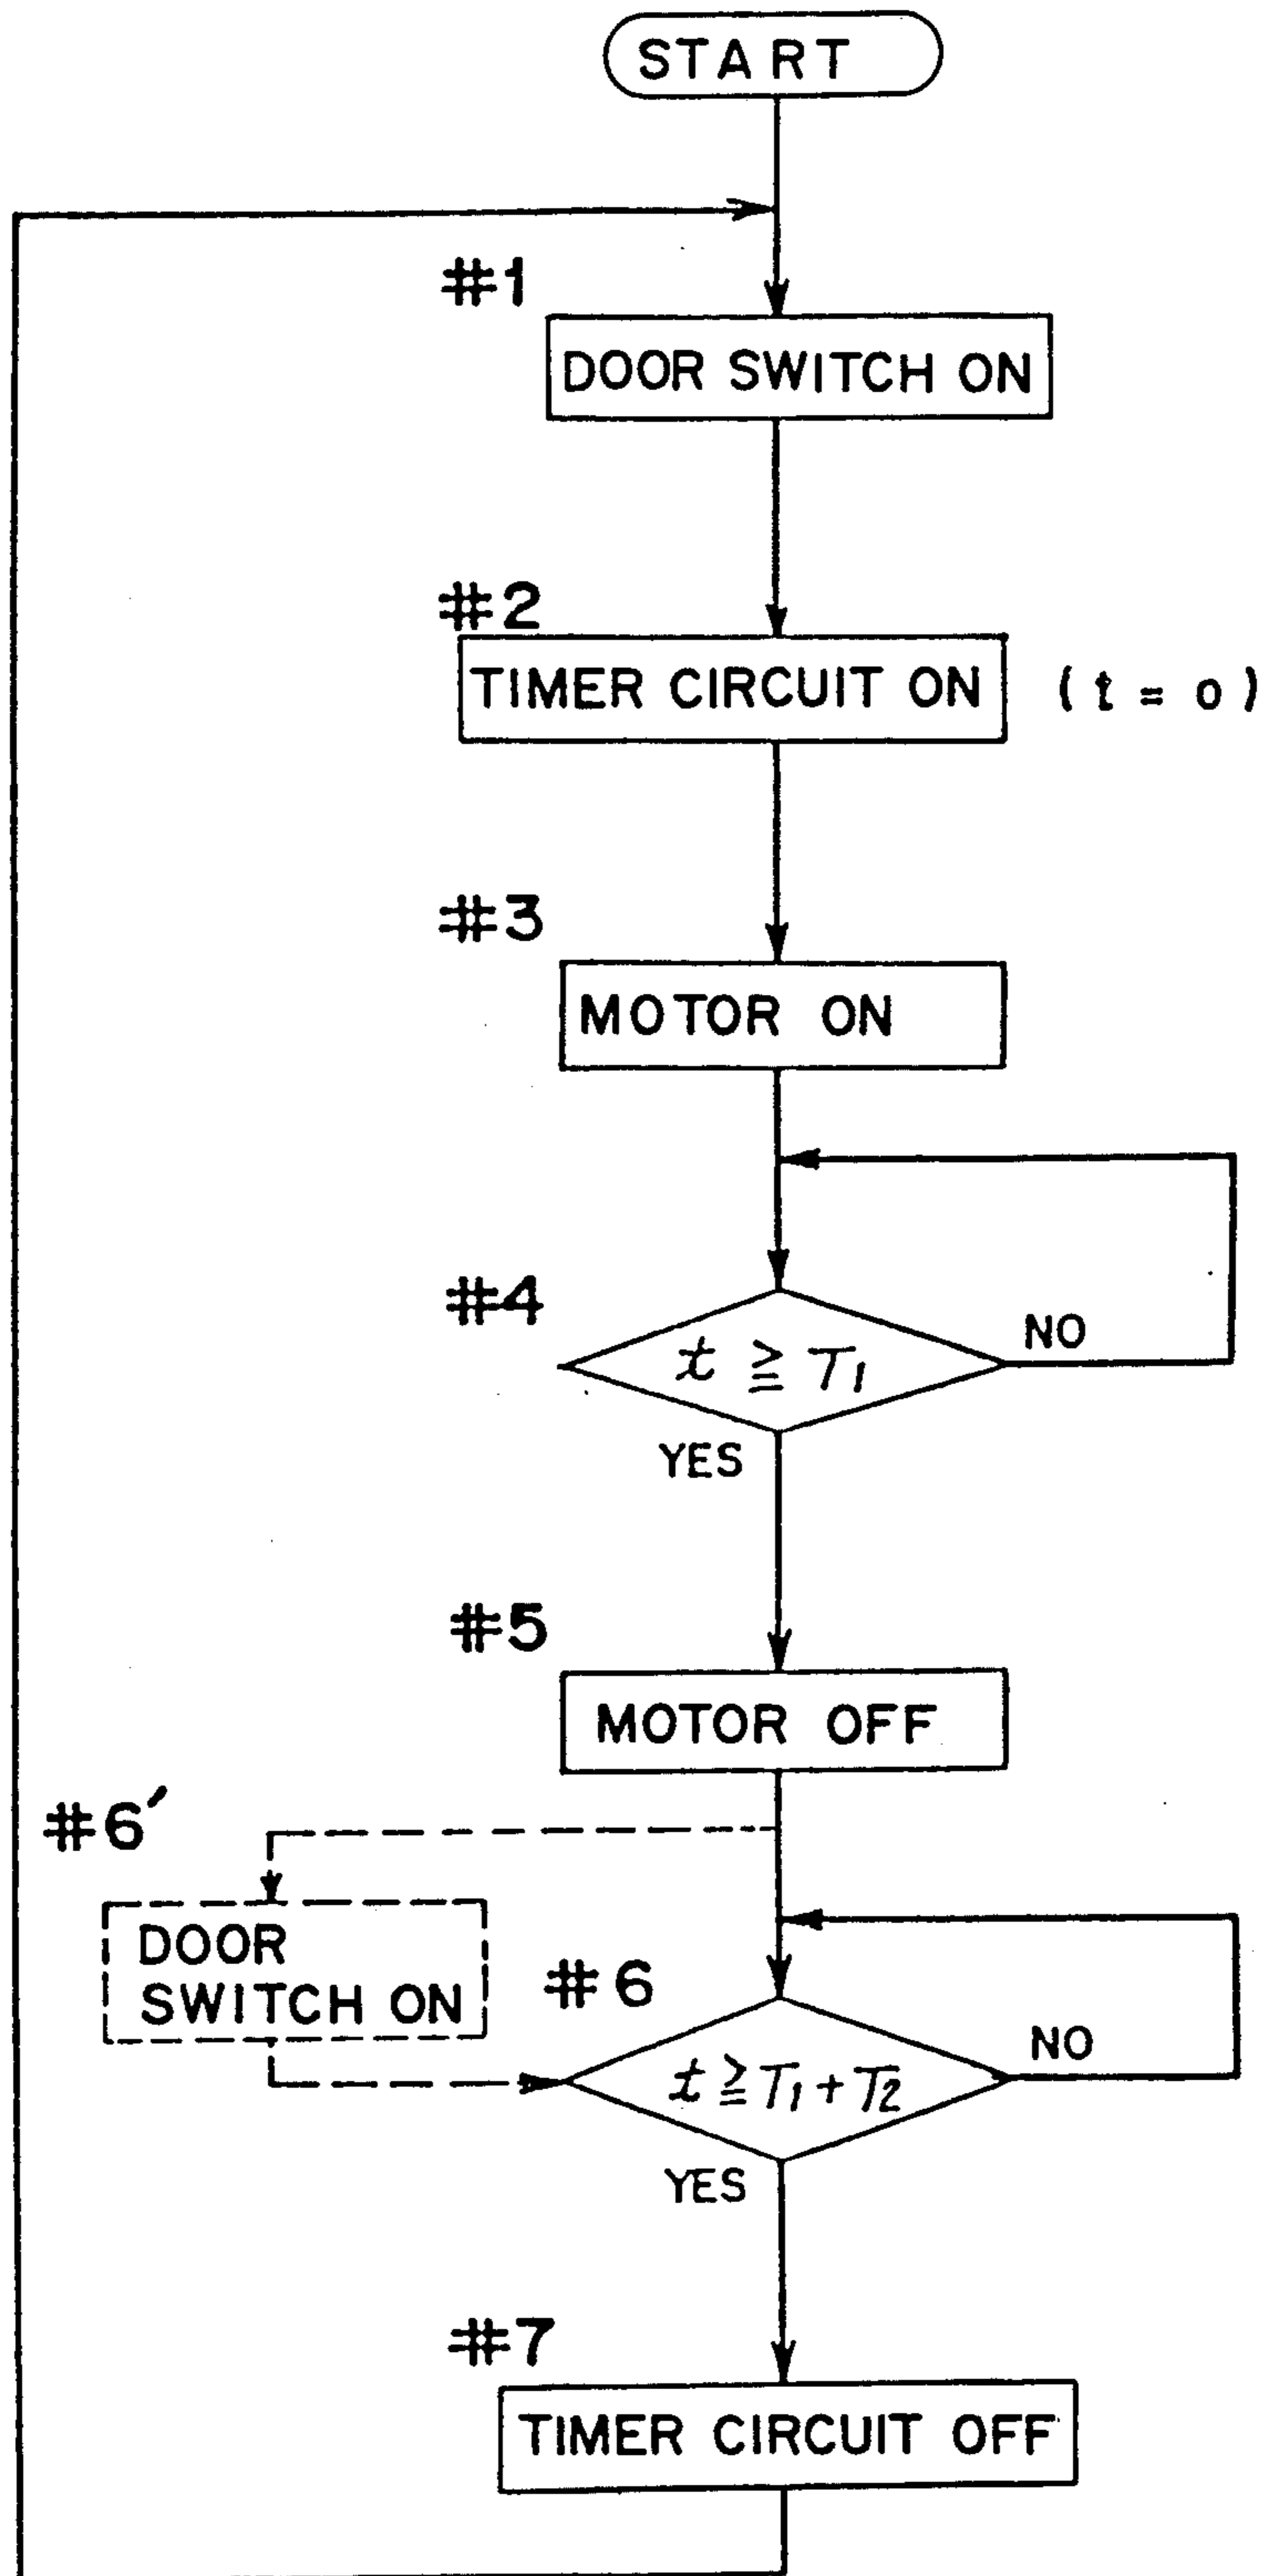 START
#1
DOOR SWITCH ON
#2
TIMER CIRCUIT ON
( t = o )
#3
MOTOR ON
#4
t ≧ T1
NO
YES
#5
MOTOR OFF
#6′
DOOR
SWITCH ON
#6
t ≧ T1 + T2
NO
YES
#7
TIMER CIRCUIT OFF